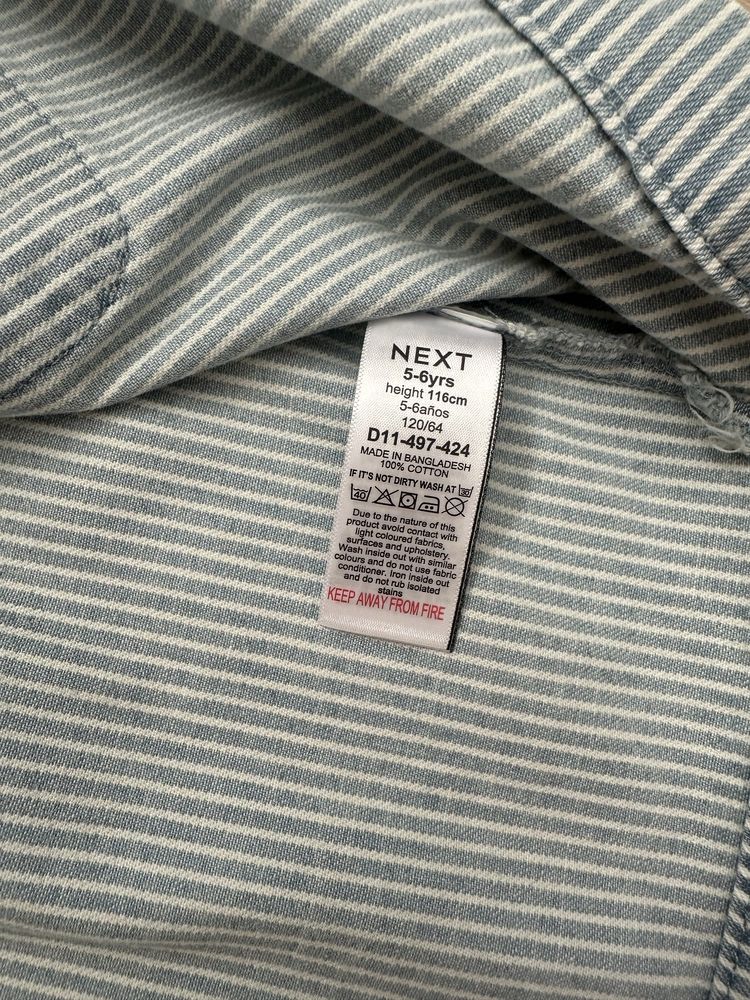 NEXT
5-6yrs
height 116cm
5-6años
120/64
D11-497-424
MADE IN BANGLADESH
100% COTTON
IF IT'S NOT DIRTY WASH AT 30
40
Due to the nature of this
product avoid contact with
light coloured fabrics,
surfaces and upholstery.
Wash inside out with similar
colours and do not use fabric
conditioner. Iron inside out
and do not rub isolated
stains
KEEP AWAY FROM FIRE